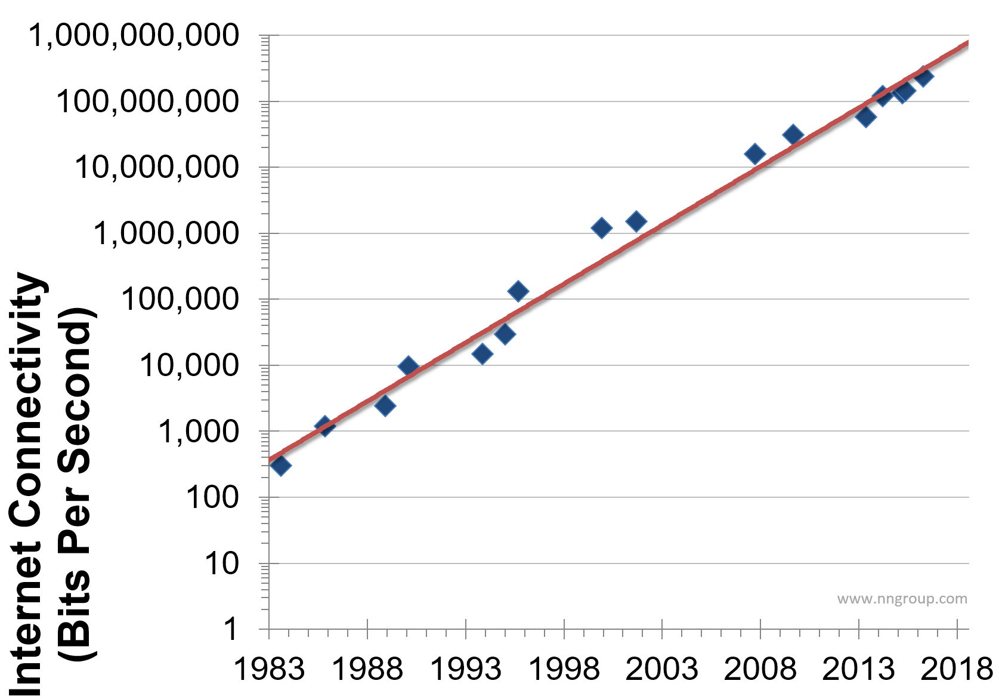 Internet Connectivity
(Bits Per Second)
1,000,000,000
100,000,000
10,000,000
1,000,000
100,000
10,000
1,000
100
10
1
www.nngroup.com
1983 1988 1993 1998 2003 2008 2013 2018